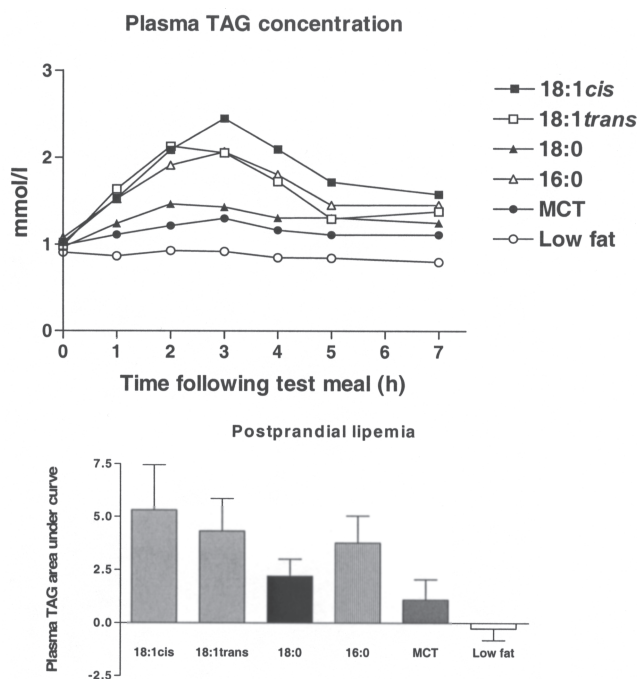 Plasma TAG concentration
3
2
1
0
mmol/l
0 1 2 3 4 5 6 7
Time following test meal (h)
18:1cis
18:1trans
18:0
16:0
MCT
Low fat
Postprandial lipemia
Plasma TAG area under curve
7.5
5.0
2.5
0.0
-2.5
18:1cis 18:1trans 18:0 16:0 MCT Low fat